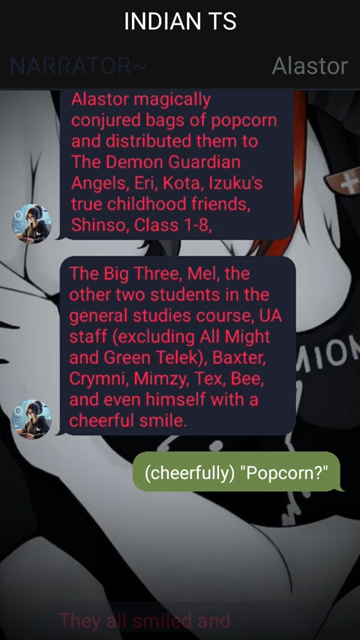 INDIAN TS
NARRATOR~ Alastor
Alastor magically
conjured bags of popcorn
and distributed them to
The Demon Guardian
Angels, Eri, Kota, Izuku's
true childhood friends,
Shinso, Class 1-8,
The Big Three, Mel, the
other two students in the
general studies course, UA
staff (excluding All Might
and Green Telek), Baxter,
Crymni, Mimzy, Tex, Bee,
and even himself with a
cheerful smile.
MION
(cheerfully) "Popcorn?"
They all smiled and